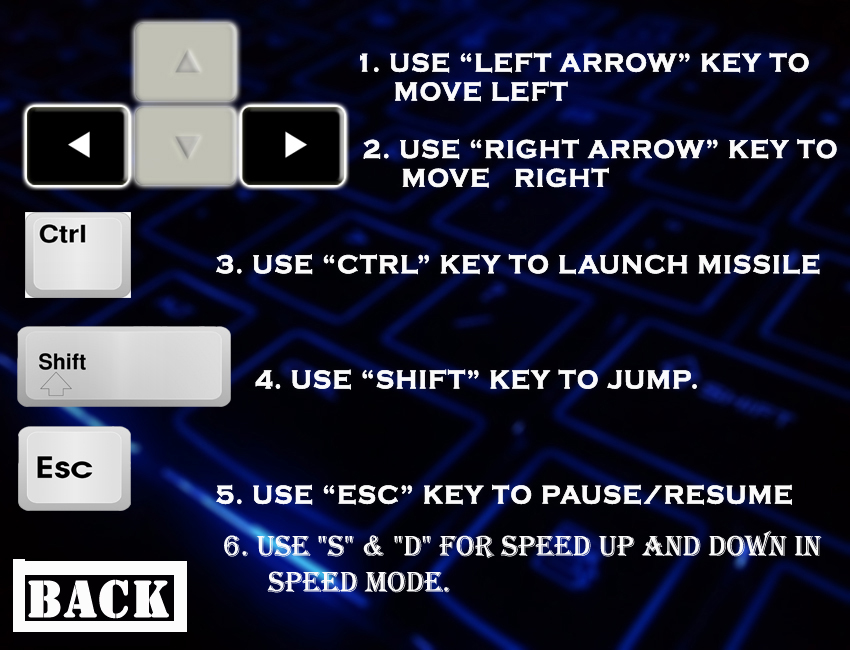 1. USE “LEFT ARROW” KEY TO
MOVE LEFT
2. USE “RIGHT ARROW” KEY TO
MOVE RIGHT
Ctrl
3. USE “CTRL” KEY TO LAUNCH MISSILE
Shift
4. USE “SHIFT” KEY TO JUMP.
Esc
5. USE “ESC” KEY TO PAUSE/RESUME
6. USE "S" & "D" FOR SPEED UP AND DOWN IN
SPEED MODE.
BACK